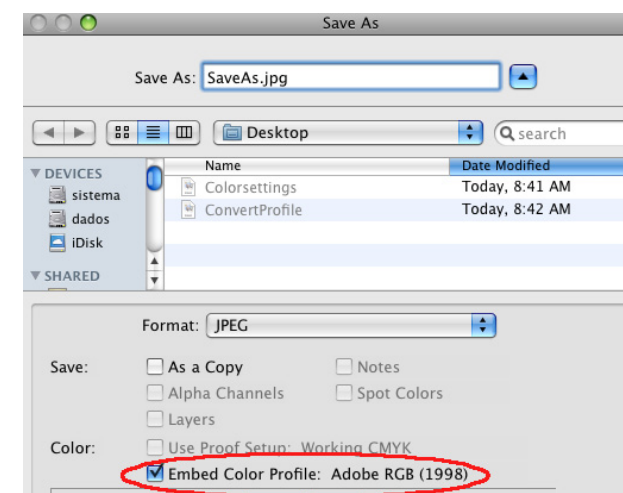 Save As
Save As: SaveAs.jpg
Desktop
search
Name Date Modified
DEVICES
sistema
dados
iDisk
SHARED
Colorsettings Today, 8:41 AM
ConvertProfile Today, 8:42 AM
Format: JPEG
Save: As a Copy Notes
Alpha Channels Spot Colors
Layers
Color: Use Proof Setup: Working CMYK
Embed Color Profile: Adobe RGB (1998)